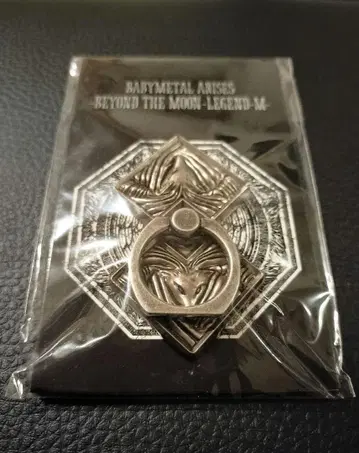 BABYMETAL ARISES
-BEYOND THE MOON-LEGEND-M-